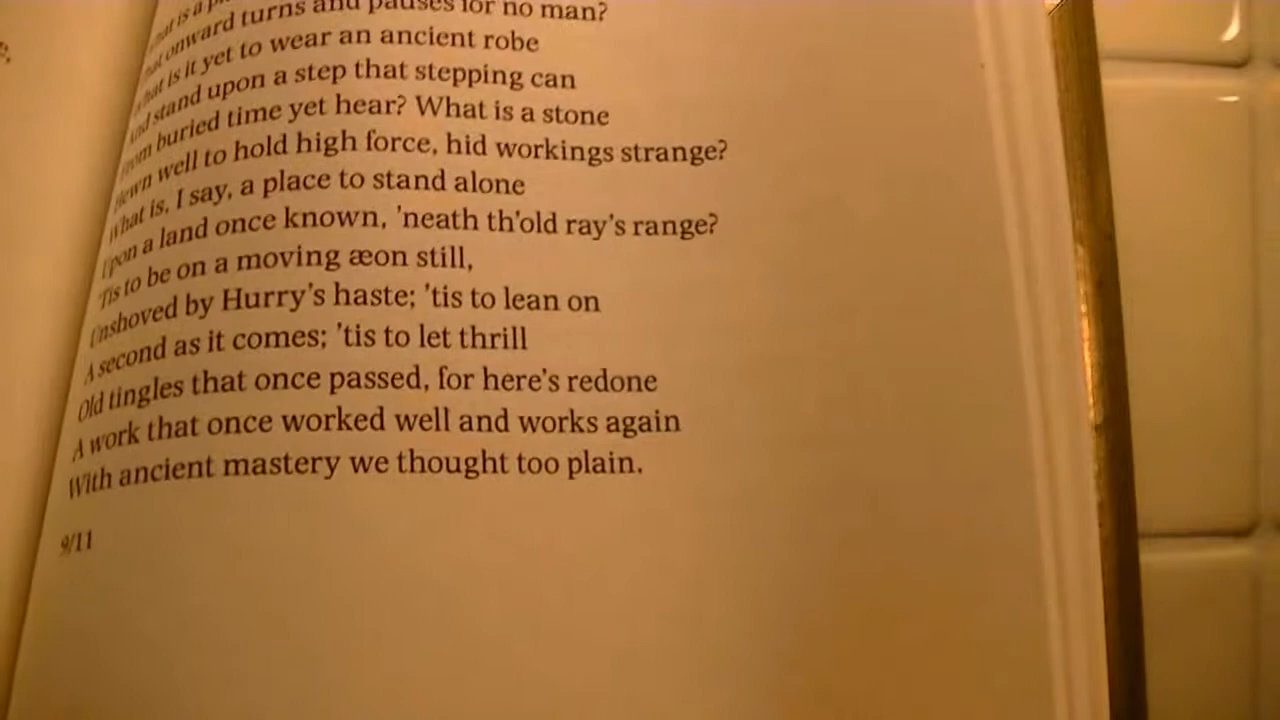 is a
onward turns and pauses for no man?
What is it yet to wear an ancient robe
And stand upon a step that stepping can
From buried time yet hear? What is a stone
Hewn well to hold high force, hid workings strange?
What is, I say, a place to stand alone
Upon a land once known, ’neath th’old ray’s range?
’Tis to be on a moving æon still,
Unshoved by Hurry’s haste; ’tis to lean on
A second as it comes; ’tis to let thrill
Old tingles that once passed, for here’s redone
A work that once worked well and works again
With ancient mastery we thought too plain.
9/11